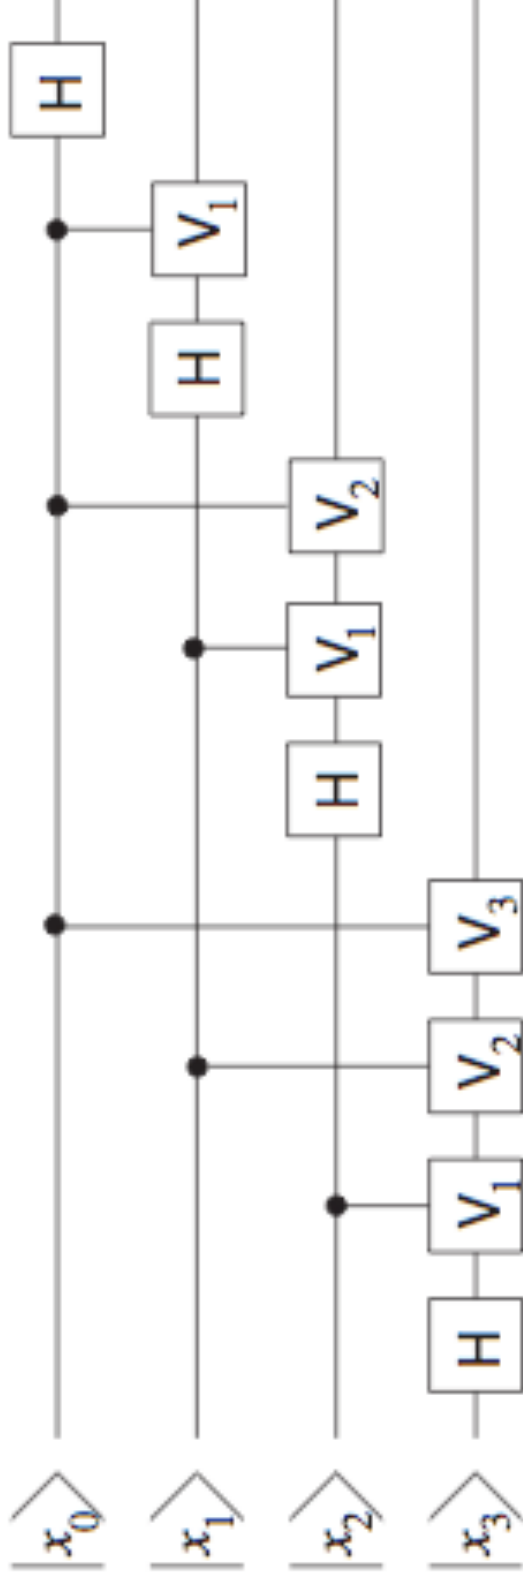 |x₀⟩ H
|x₁⟩ H V₁
|x₂⟩ H V₁ V₂
|x₃⟩ H V₁ V₂ V₃